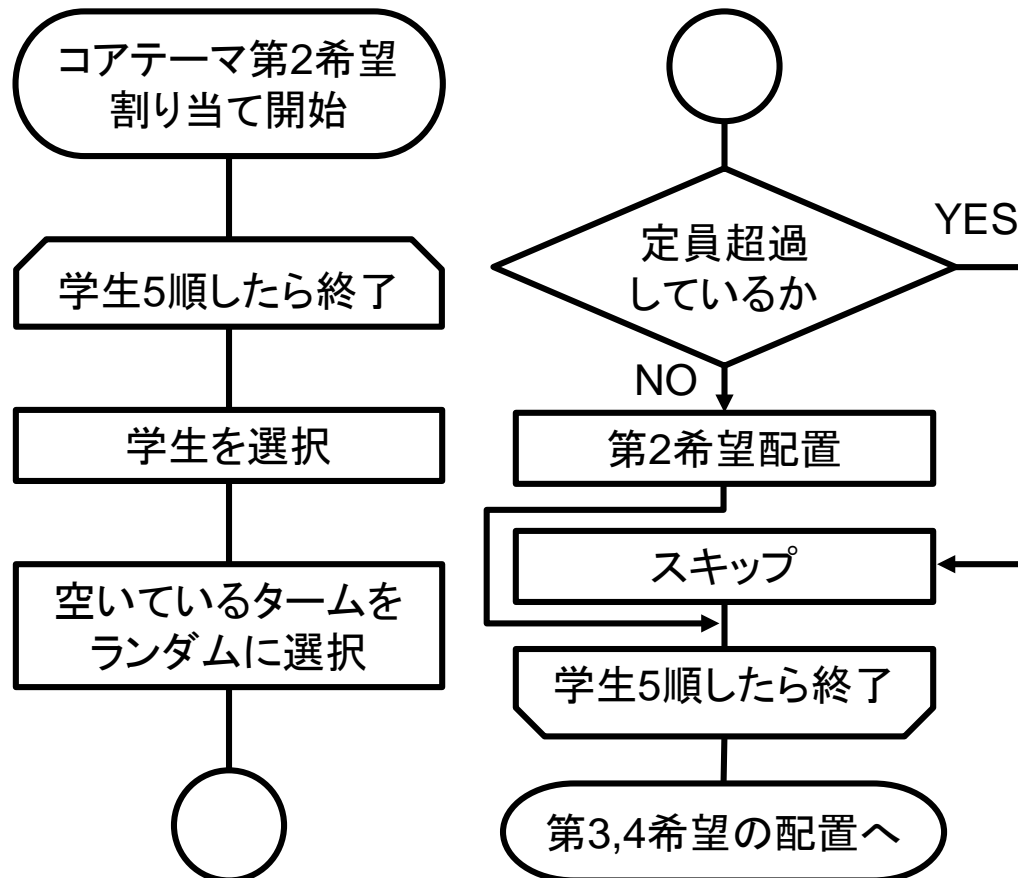 コアテーマ第2希望
割り当て開始
学生5順したら終了
学生を選択
空いているタームを
ランダムに選択
定員超過
しているか
YES
NO
第2希望配置
スキップ
学生5順したら終了
第3,4希望の配置へ